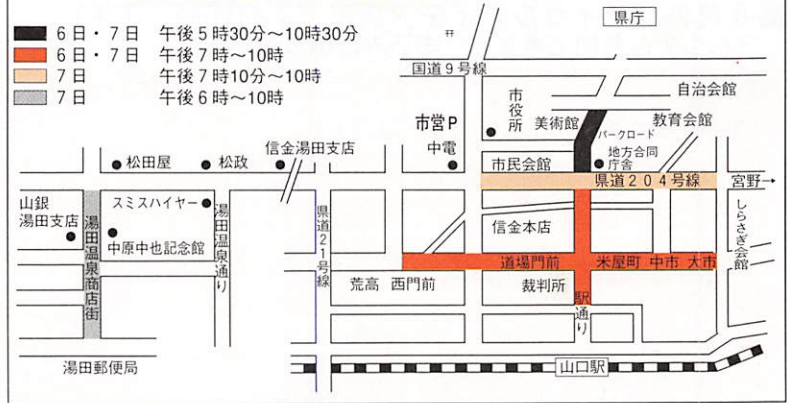 6日・7日 午後5時30分～10時30分
6日・7日 午後7時～10時
7日 午後7時10分～10時
7日 午後6時～10時
県庁
国道9号線
自治会館
市役所
美術館
教育会館
パークロード
市営P
中電
市民会館
地方合同
庁舎
信金湯田支店
松田屋
松政
県道204号線
宮野→
山銀
湯田支店
スミスハイヤー
中原中也記念館
湯田温泉商店街
湯田温泉通り
県道21号線
信金本店
しらさぎ会館
道場門前
米屋町 中市 大市
荒高 西門前
裁判所
駅通り
湯田郵便局
山口駅